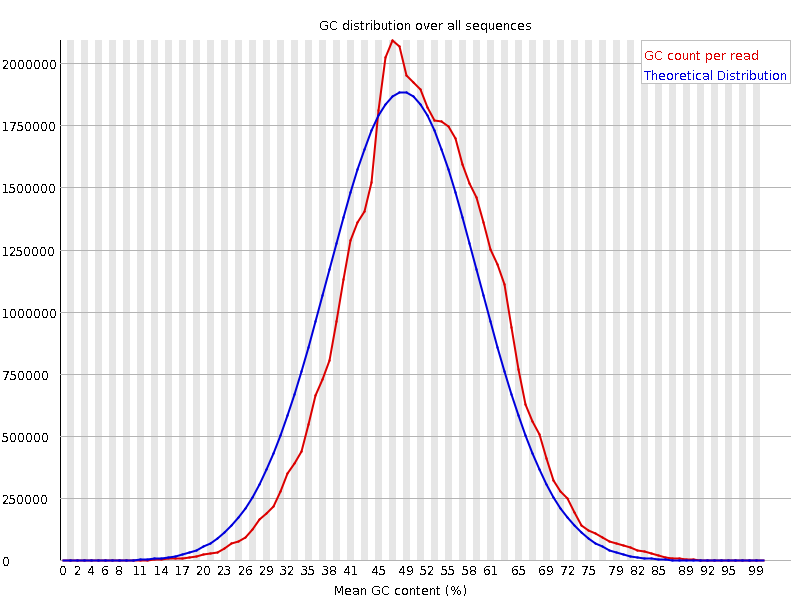 GC distribution over all sequences
GC count per read
Theoretical Distribution
2000000
1750000
1500000
1250000
1000000
750000
500000
250000
0
0 2 4 6 8 11 14 17 20 23 26 29 32 35 38 41 45 49 52 55 58 61 65 69 72 75 79 82 85 89 92 95 99
Mean GC content (%)